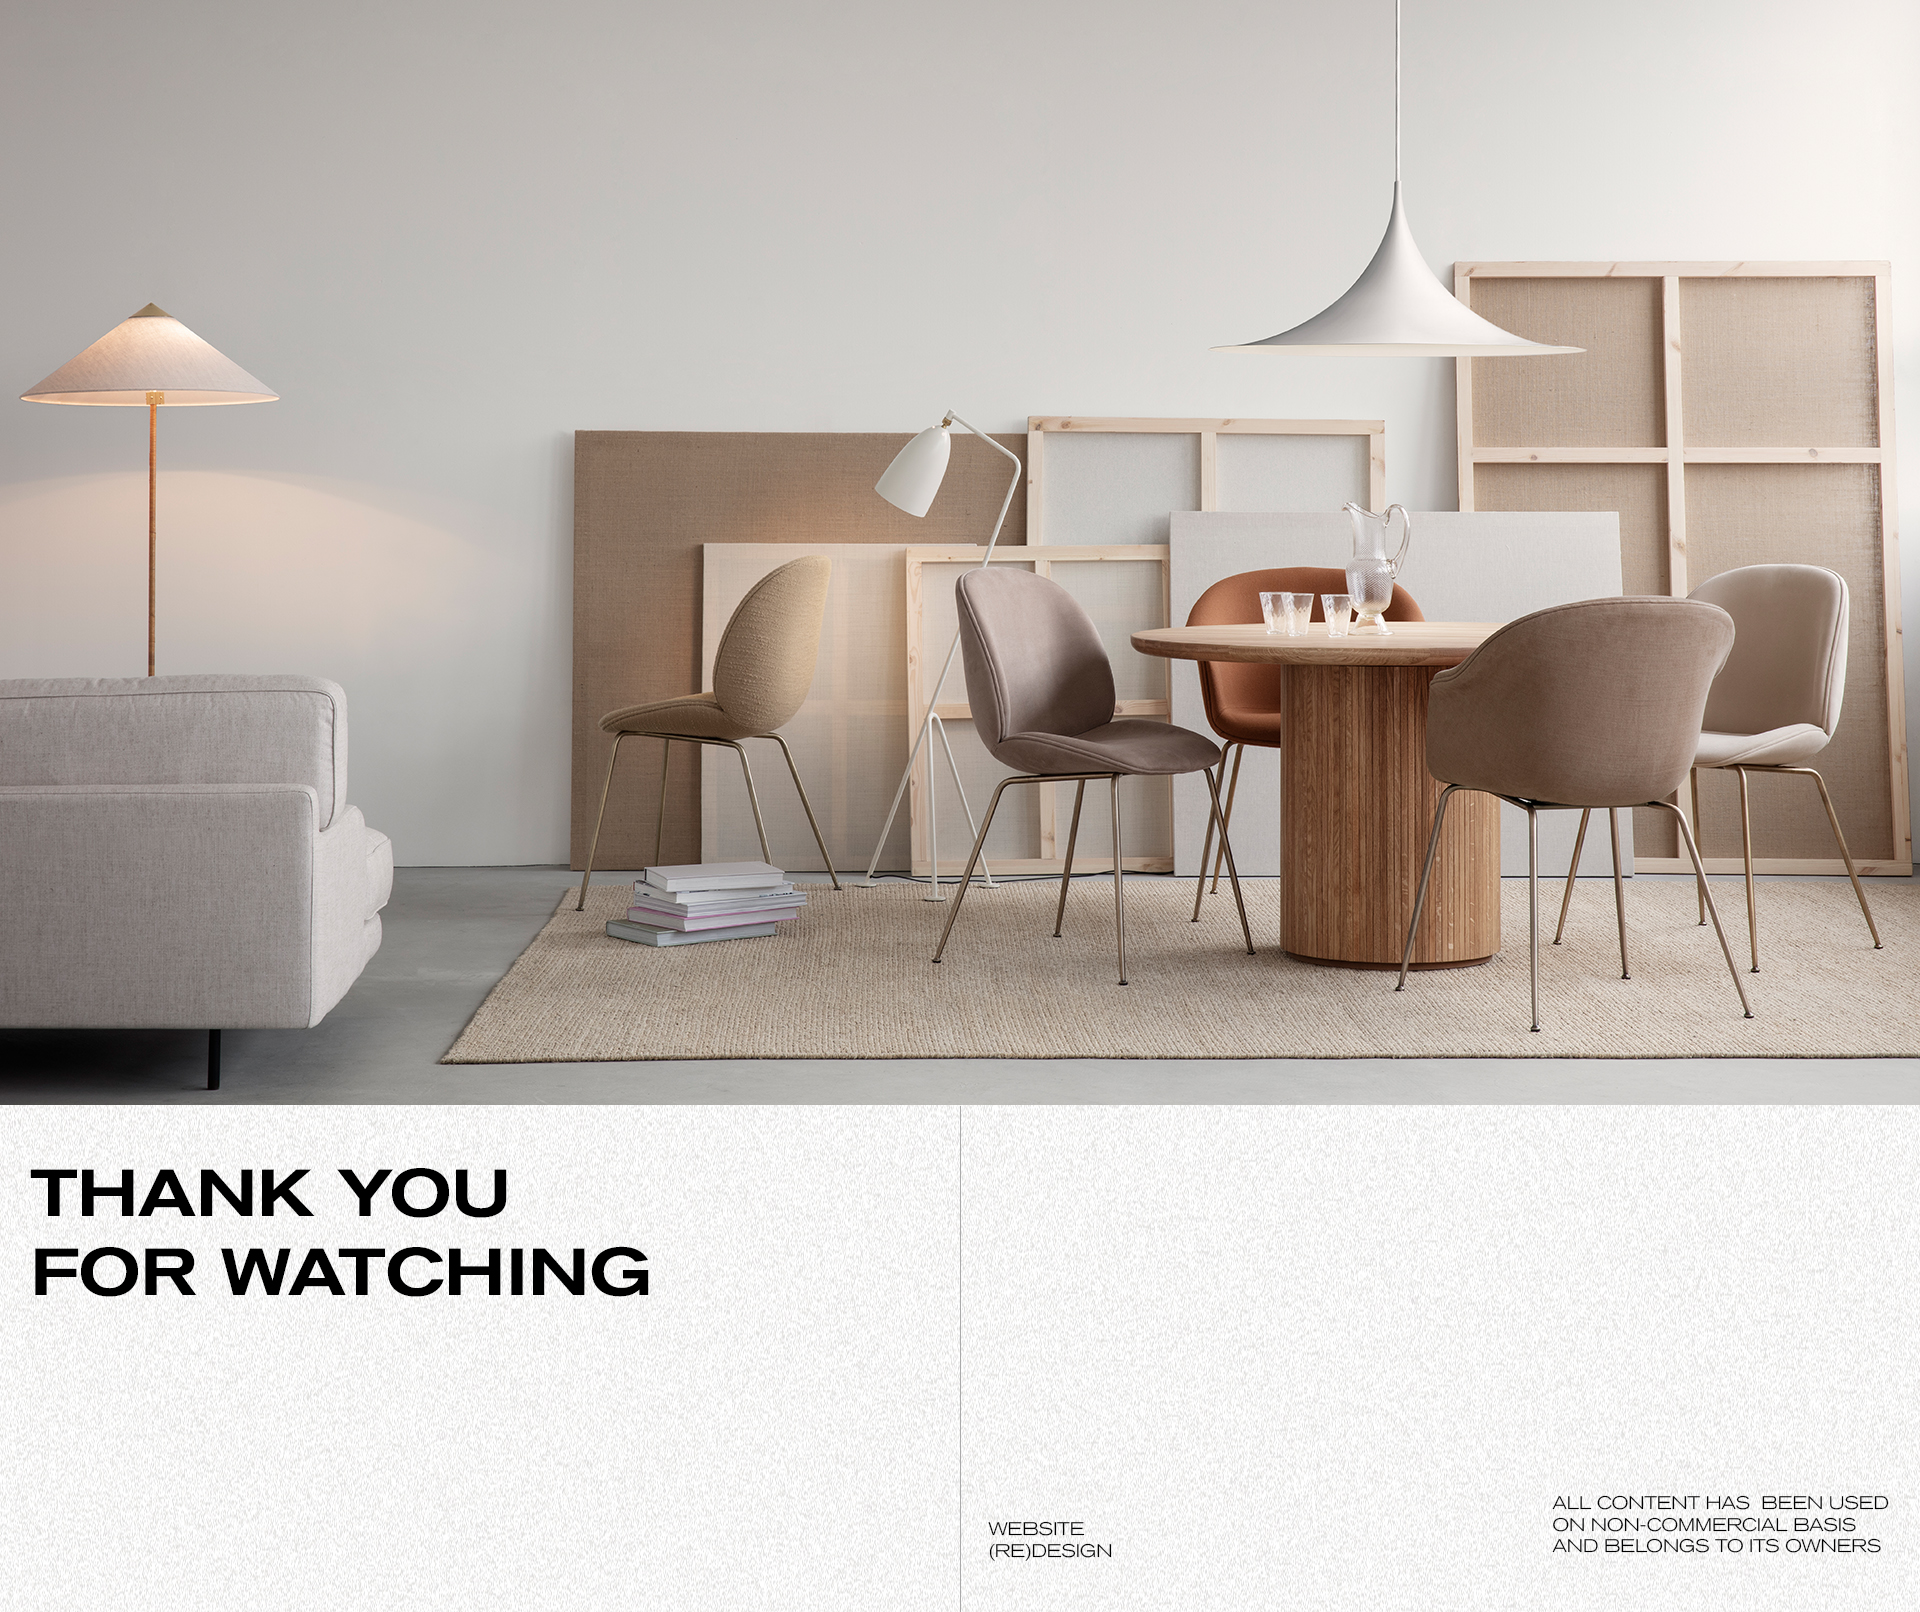 THANK YOU
FOR WATCHING
WEBSITE
(RE)DESIGN
ALL CONTENT HAS  BEEN USED
ON NON-COMMERCIAL BASIS
AND BELONGS TO ITS OWNERS